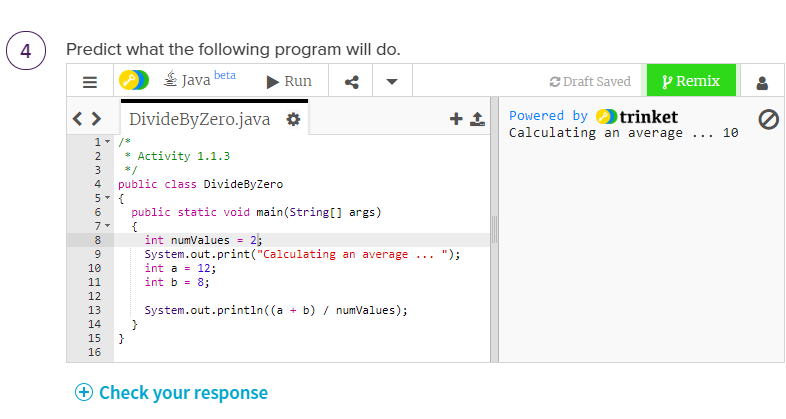 4 Predict what the following program will do.
Java beta Run Draft Saved Remix
DivideByZero.java
1 /*
2 * Activity 1.1.3
3 */
4 public class DivideByZero
5 {
6 public static void main(String[] args)
7 {
8 int numValues = 2;
9 System.out.print("Calculating an average ... ");
10 int a = 12;
11 int b = 8;
12
13 System.out.println((a + b) / numValues);
14 }
15 }
16
Powered by trinket
Calculating an average ... 10
Check your response